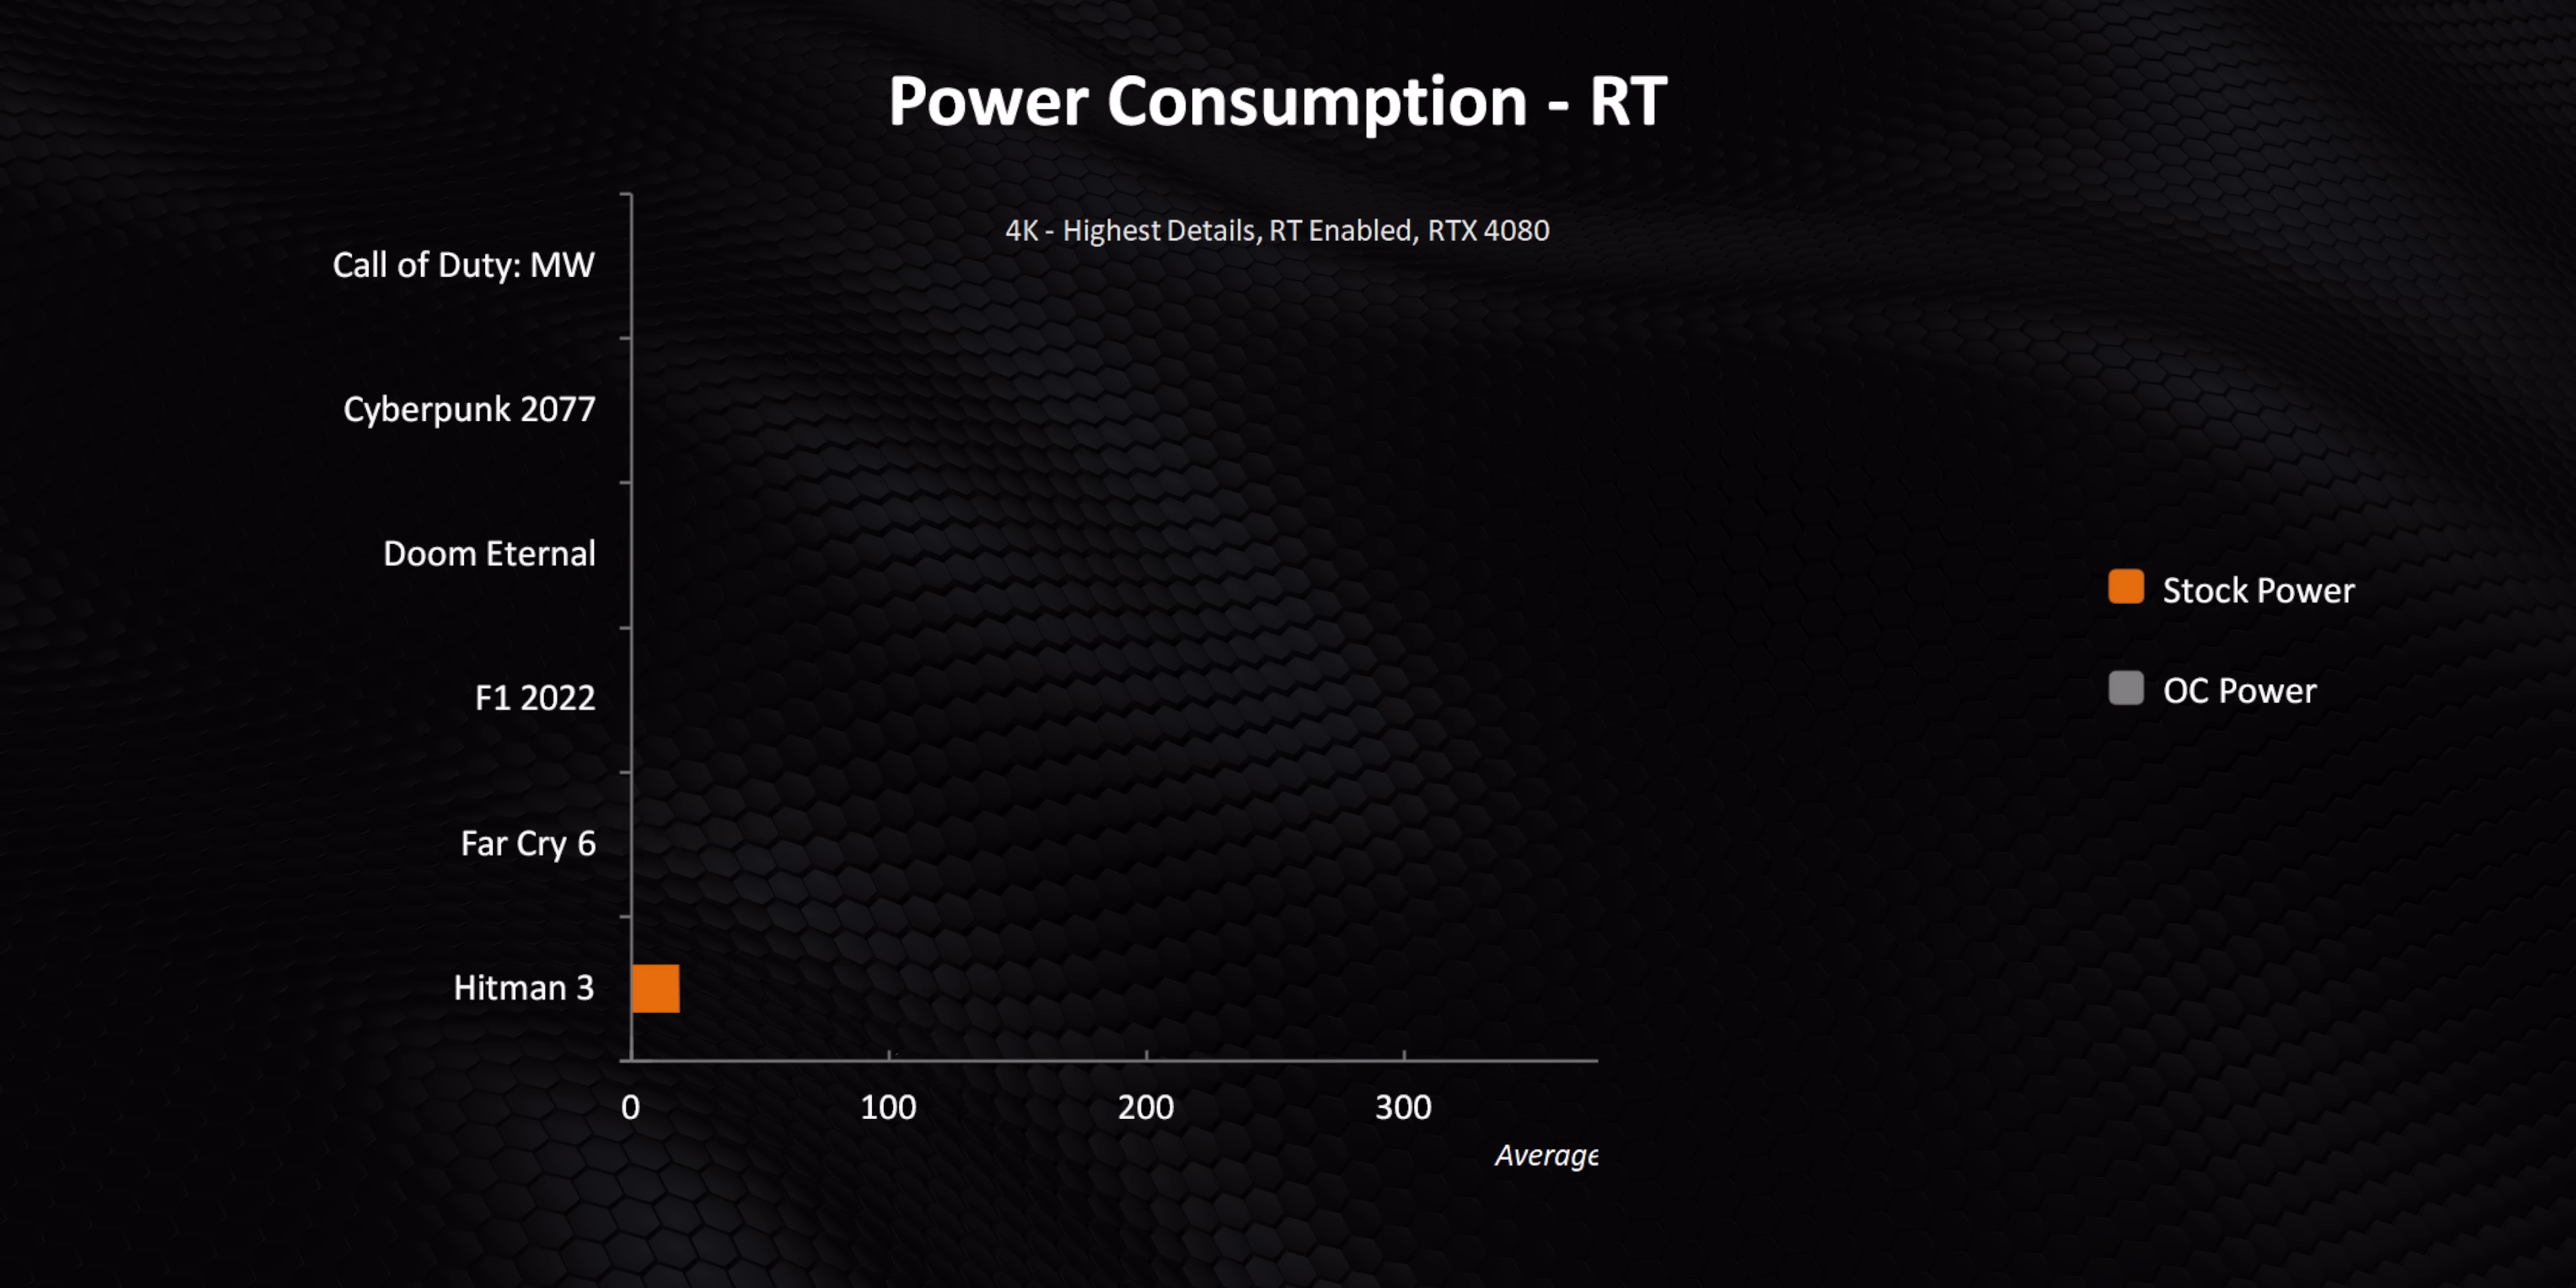 Power Consumption - RT
4K - Highest Details, RT Enabled, RTX 4080
Call of Duty: MW
Cyberpunk 2077
Doom Eternal
F1 2022
Far Cry 6
Hitman 3
0 100 200 300
Average
Stock Power
OC Power